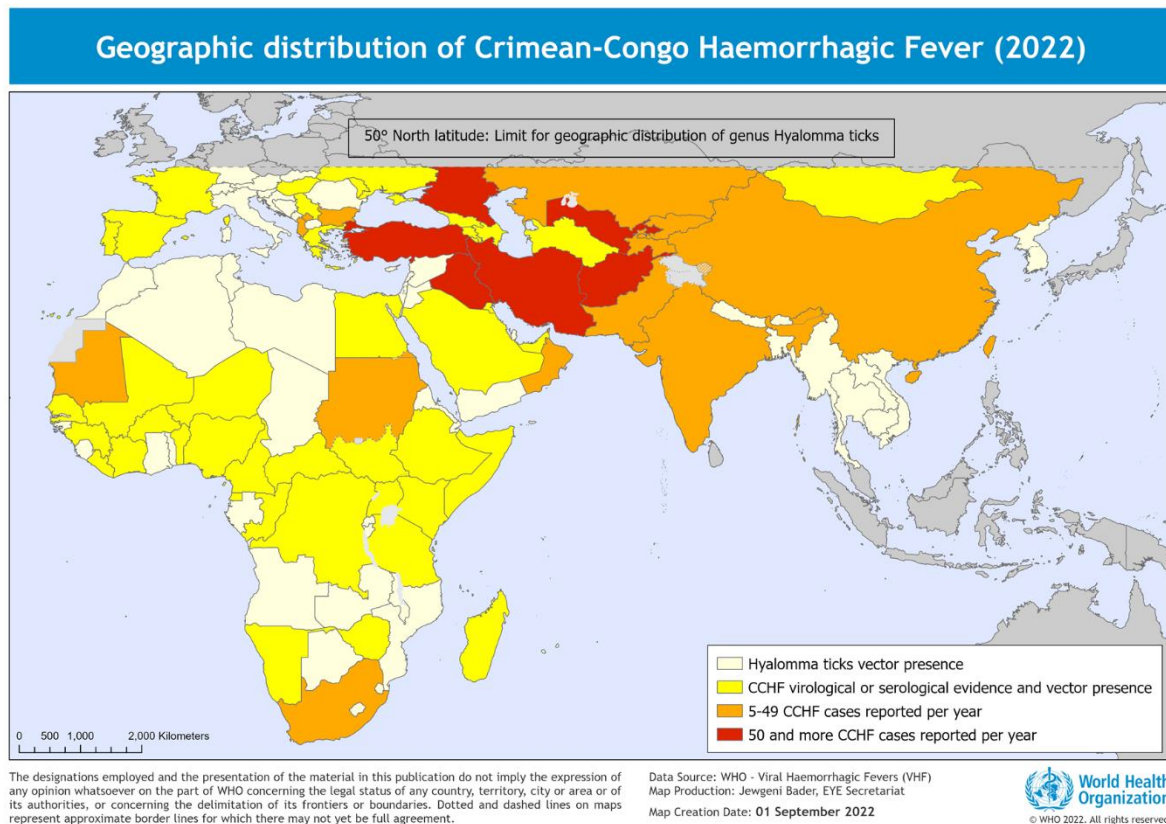 Geographic distribution of Crimean-Congo Haemorrhagic Fever (2022)
50° North latitude: Limit for geographic distribution of genus Hyalomma ticks
Hyalomma ticks vector presence
CCHF virological or serological evidence and vector presence
5-49 CCHF cases reported per year
50 and more CCHF cases reported per year
0 500 1,000 2,000 Kilometers
The designations employed and the presentation of the material in this publication do not imply the expression of
any opinion whatsoever on the part of WHO concerning the legal status of any country, territory, city or area or of
its authorities, or concerning the delimitation of its frontiers or boundaries. Dotted and dashed lines on maps
represent approximate border lines for which there may not yet be full agreement.
Data Source: WHO - Viral Haemorrhagic Fevers (VHF)
Map Production: Jewgeni Bader, EYE Secretariat
Map Creation Date: 01 September 2022
World Health
Organization
© WHO 2022. All rights reserved